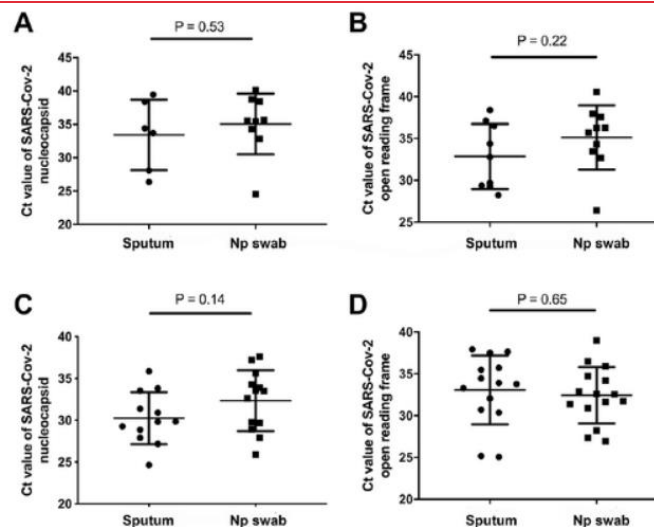 A
P = 0.53
Ct value of SARS-Cov-2
nucleocapsid
45
40
35
30
25
20
Sputum
Np swab
B
P = 0.22
Ct value of SARS-Cov-2
open reading frame
45
40
35
30
25
Sputum
Np swab
C
P = 0.14
Ct value of SARS-Cov-2
nucleocapsid
40
35
30
25
20
Sputum
Np swab
D
P = 0.65
Ct value of SARS-Cov-2
open reading frame
40
35
30
25
20
Sputum
Np swab